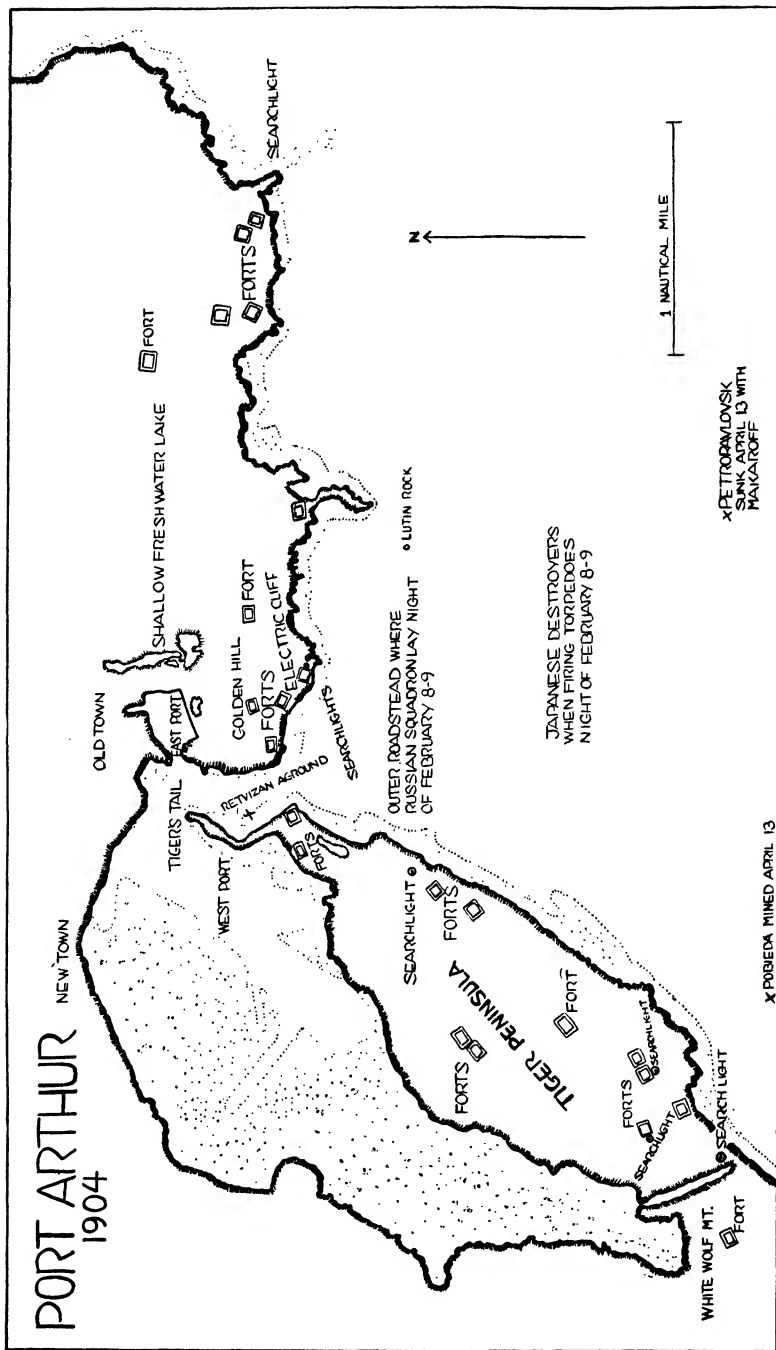 PORT ARTHUR
1904
NEW TOWN
OLD TOWN
SHALLOW FRESHWATER LAKE
FORT
TIGERS TAIL
EAST PORT
WEST PORT
RETVIZAN AGROUND
GOLDEN HILL
FORTS
ELECTRIC CLIFF
FORT
FORTS
SEARCHLIGHT
SEARCHLIGHTS
FORTS
SEARCHLIGHT
FORTS
OUTER ROADSTEAD WHERE
RUSSIAN SQUADRON LAY NIGHT
OF FEBRUARY 8-9
LUTIN ROCK
N
FORTS
TIGER PENINSULA
FORT
JAPANESE DESTROYERS
WHEN FIRING TORPEDOES
NIGHT OF FEBRUARY 8-9
1 NAUTICAL MILE
FORTS
SEARCHLIGHT
SEARCHLIGHT
WHITE WOLF MT.
FORT
SEARCH LIGHT
X PETROPAVLOVSK
SUNK APRIL 13 WITH
MAKAROFF
X POBIEDA MINED APRIL 13